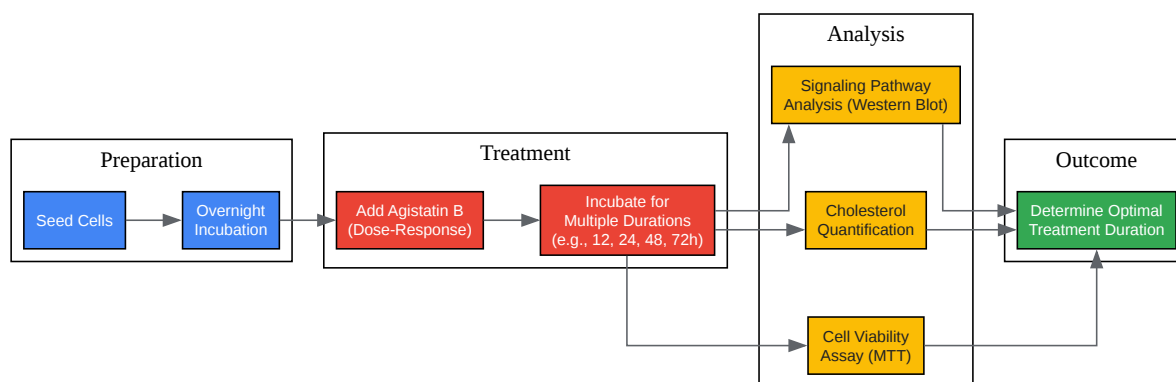 Preparation
Seed Cells
Overnight
Incubation
Treatment
Add Agistatin B
(Dose-Response)
Incubate for
Multiple Durations
(e.g., 12, 24, 48, 72h)
Analysis
Signaling Pathway
Analysis (Western Blot)
Cholesterol
Quantification
Cell Viability
Assay (MTT)
Outcome
Determine Optimal
Treatment Duration